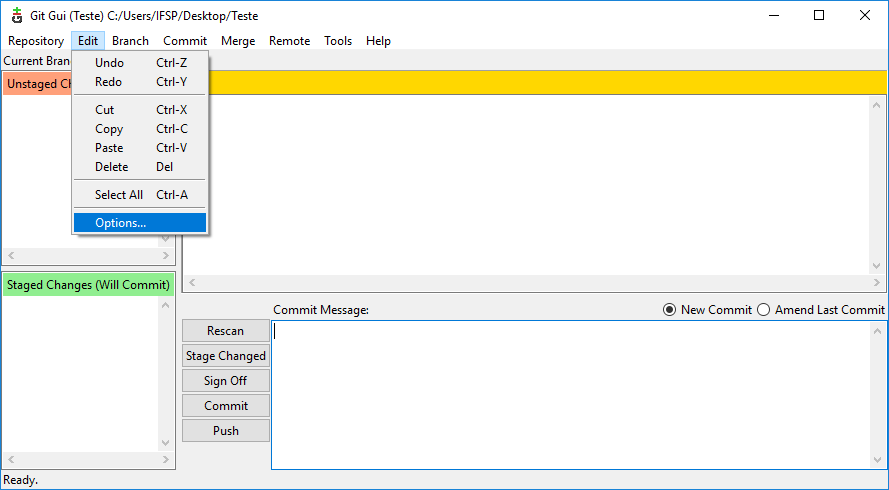 Git Gui (Teste) C:/Users/IFSP/Desktop/Teste
Repository Edit Branch Commit Merge Remote Tools Help
Current Bran
Undo Ctrl-Z
Redo Ctrl-Y
Unstaged Ch
Cut Ctrl-X
Copy Ctrl-C
Paste Ctrl-V
Delete Del
Select All Ctrl-A
Options...
Staged Changes (Will Commit)
Commit Message:
New Commit
Amend Last Commit
Rescan
Stage Changed
Sign Off
Commit
Push
Ready.